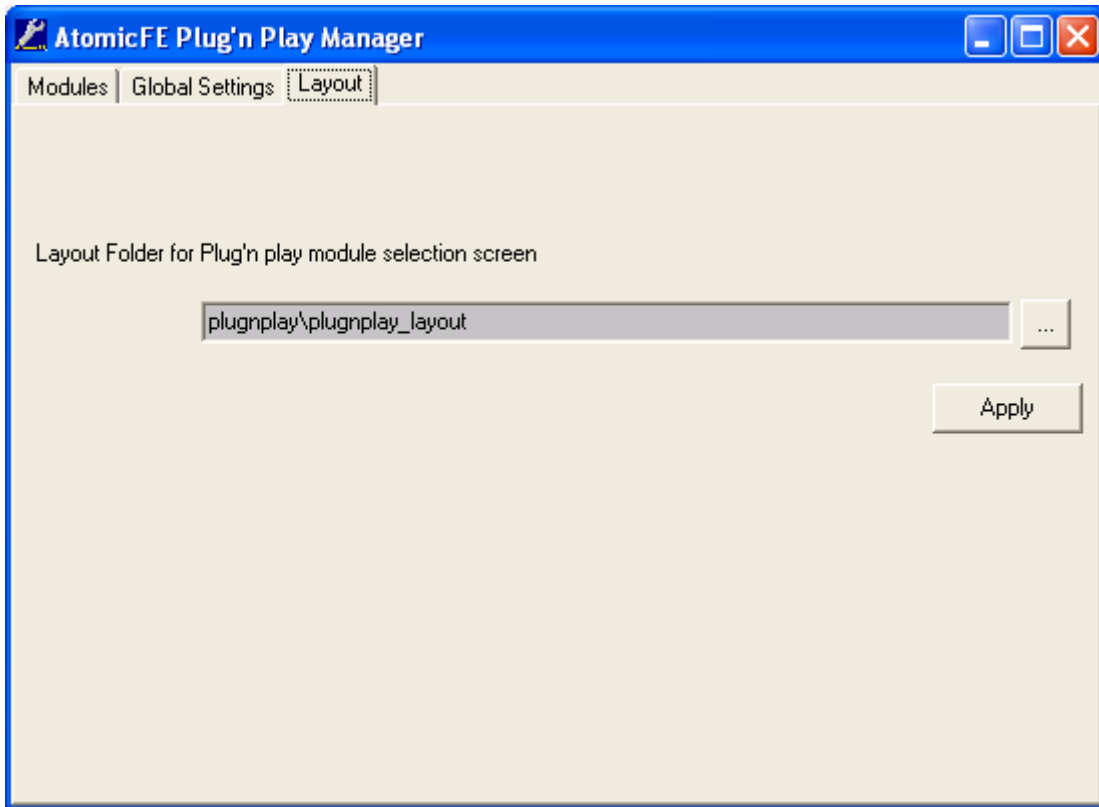 AtomicFE Plug'n Play Manager
Modules Global Settings Layout
Layout Folder for Plug'n play module selection screen
plugnplay\plugnplay_layout ...
Apply